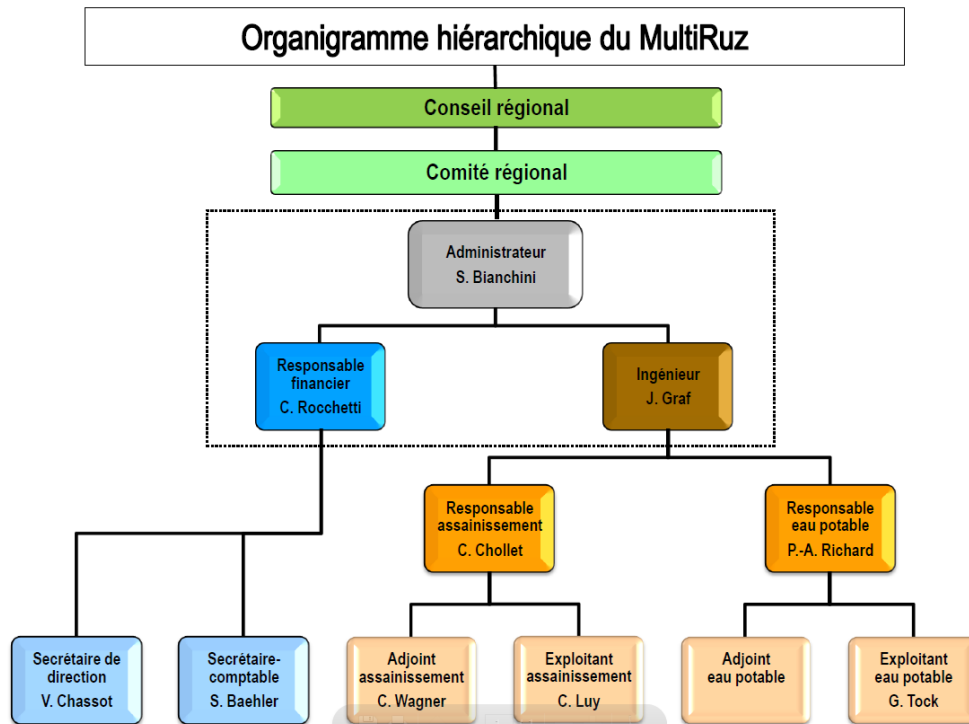 Organigramme hiérarchique du MultiRuz
Conseil régional
Comité régional
Administrateur
S. Bianchini
Responsable
financier
C. Rocchetti
Ingénieur
J. Graf
Responsable
assainissement
C. Chollet
Responsable
eau potable
P.-A. Richard
Secrétaire de
direction
V. Chassot
Secrétaire-
comptable
S. Baehler
Adjoint
assainissement
C. Wagner
Exploitant
assainissement
C. Luy
Adjoint
eau potable
Exploitant
eau potable
G. Tock